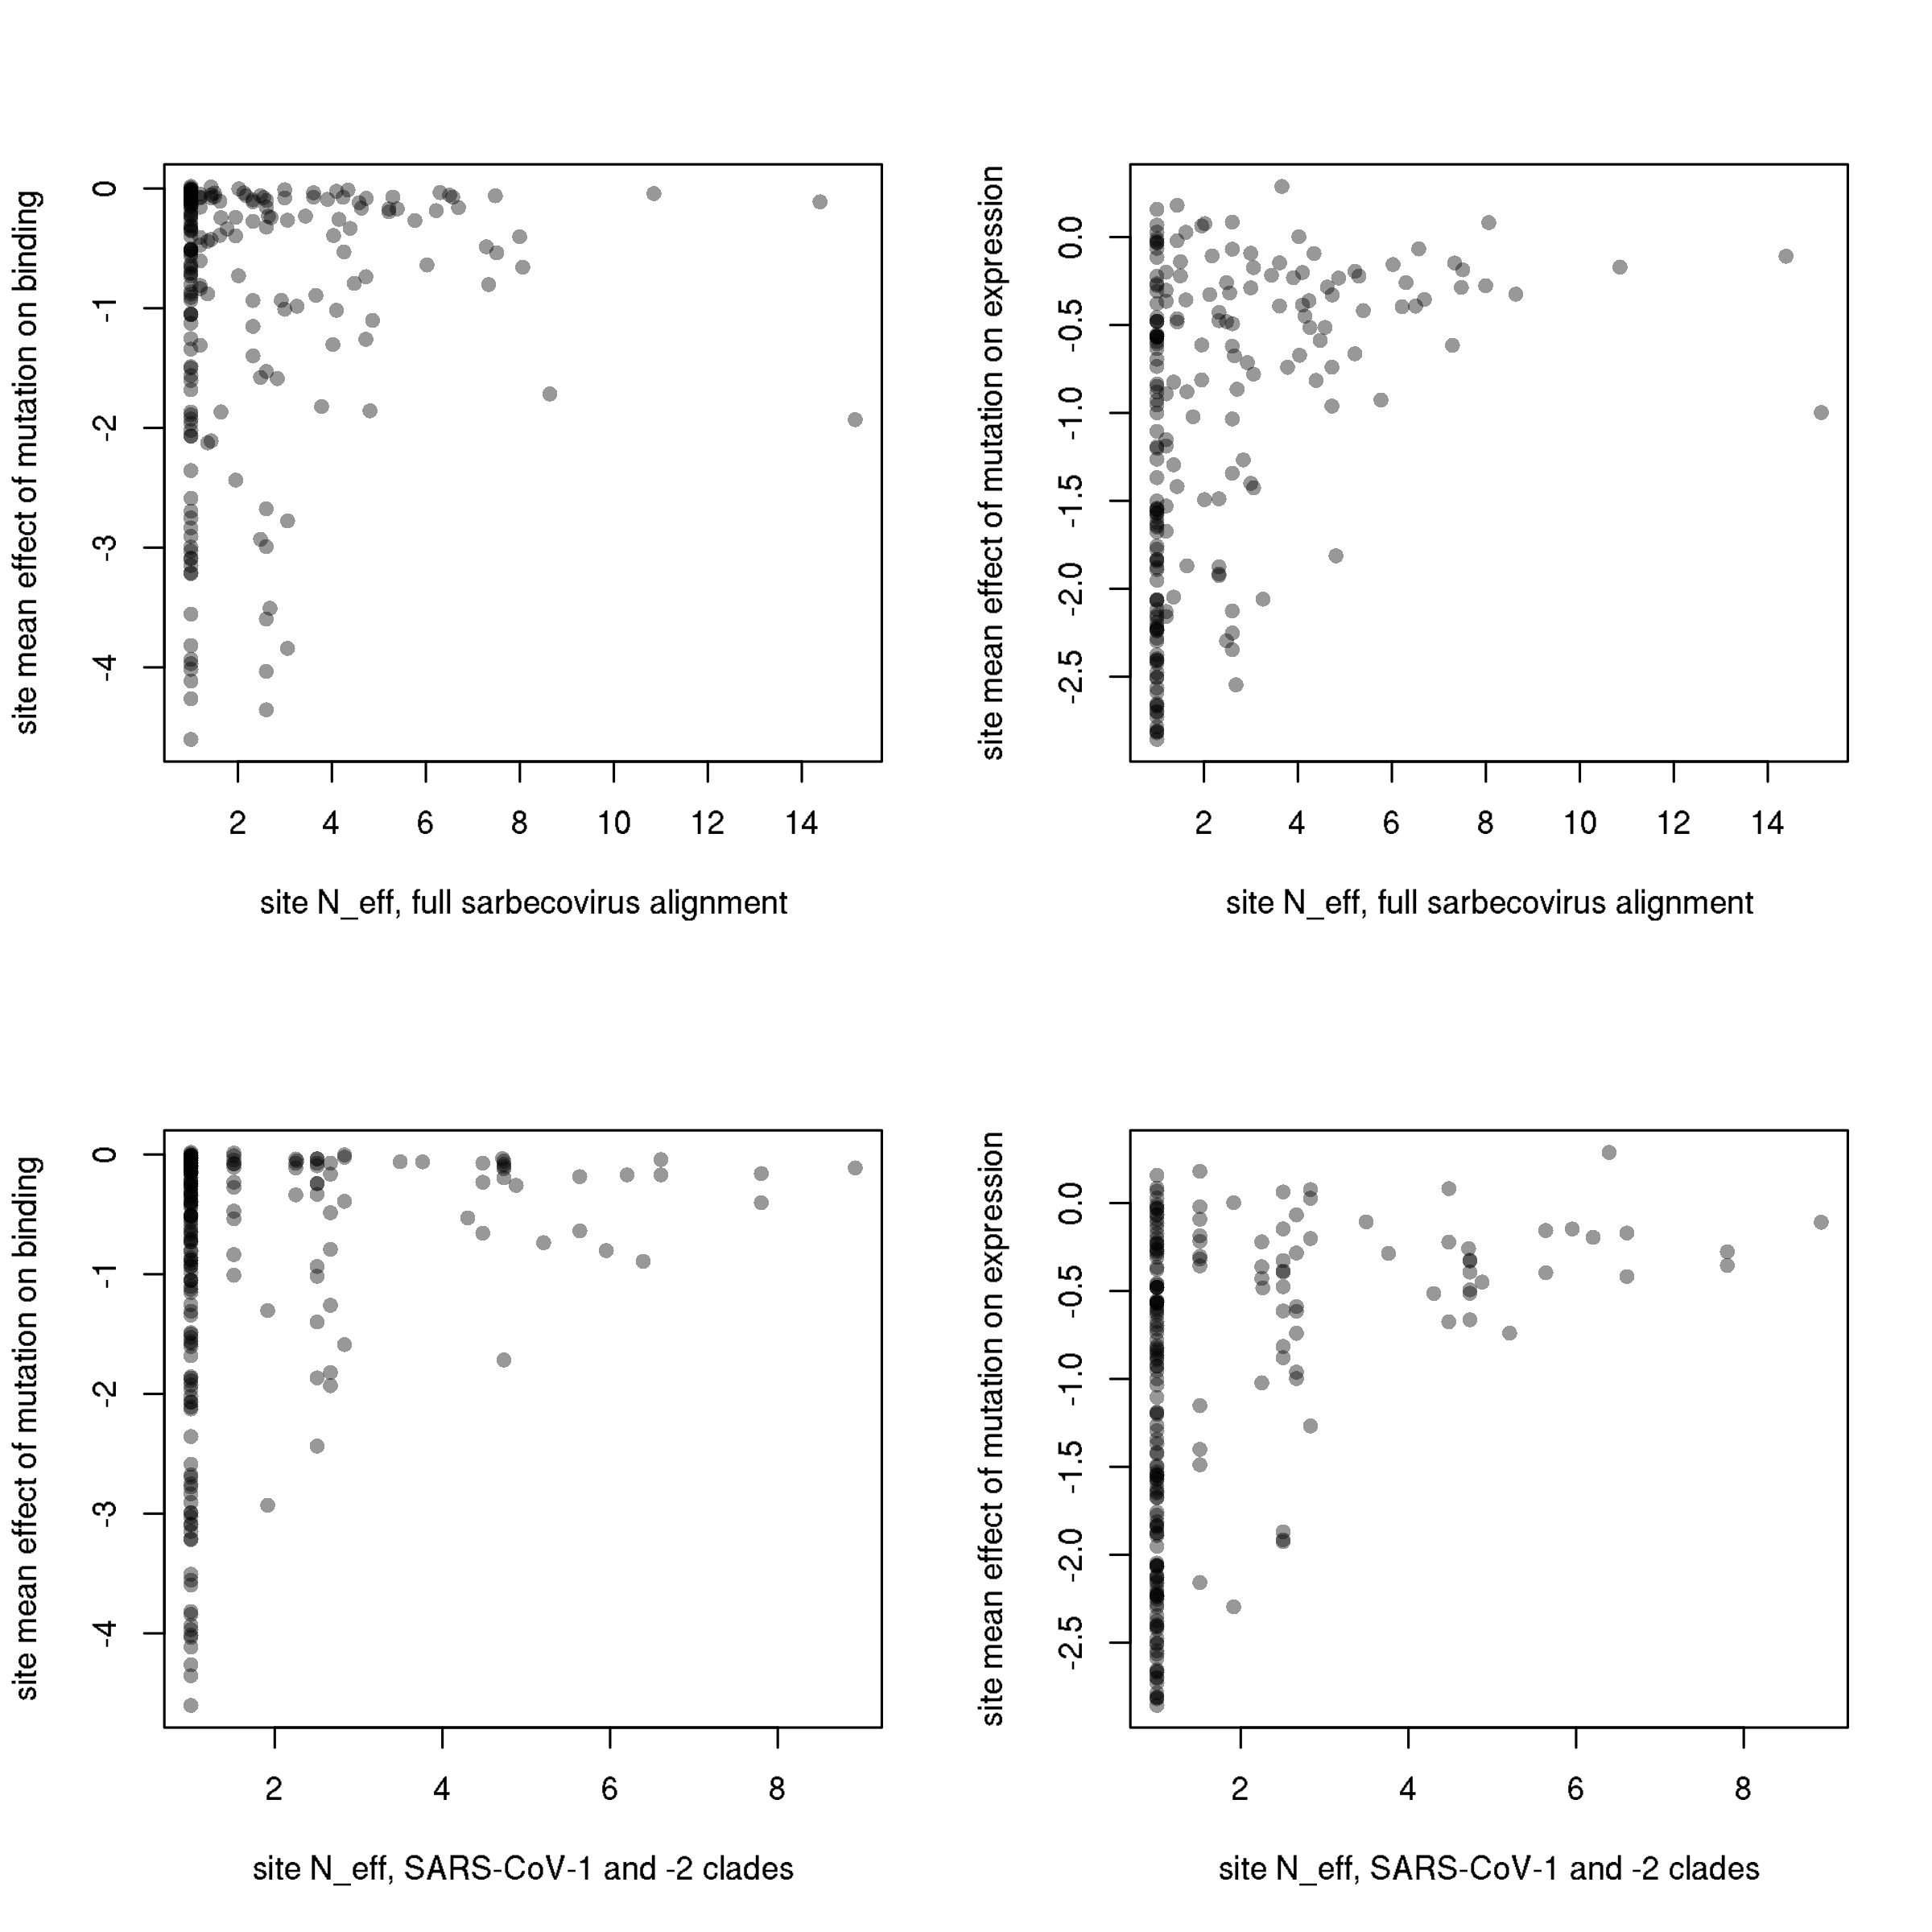 site mean effect of mutation on binding
0
-1
-2
-3
-4
2 4 6 8 10 12 14
site N_eff, full sarbecovirus alignment
site mean effect of mutation on expression
0.0
-0.5
-1.0
-1.5
-2.0
-2.5
2 4 6 8 10 12 14
site N_eff, full sarbecovirus alignment
site mean effect of mutation on binding
0
-1
-2
-3
-4
2 4 6 8
site N_eff, SARS-CoV-1 and -2 clades
site mean effect of mutation on expression
0.0
-0.5
-1.0
-1.5
-2.0
-2.5
2 4 6 8
site N_eff, SARS-CoV-1 and -2 clades